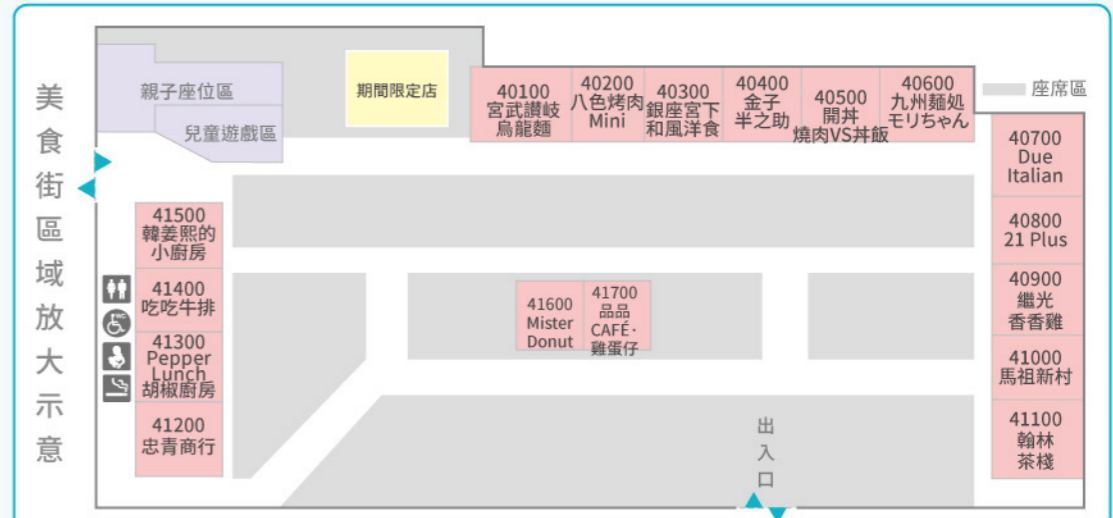 美食街區域放大示意
親子座位區
兒童遊戲區
期間限定店
40100
宮武讃岐
烏龍麵
40200
八色烤肉
Mini
40300
銀座宮下
和風洋食
40400
金子
半之助
40500
開丼
燒肉VS丼飯
40600
九州麺処
モリちゃん
座席區
40700
Due
Italian
40800
21 Plus
40900
繼光
香香雞
41000
馬祖新村
41100
翰林
茶棧
41500
韓姜熙的
小廚房
41400
吃吃牛排
41300
Pepper
Lunch
胡椒廚房
41200
忠青商行
WC
41600
Mister
Donut
41700
品品
CAFÉ·
雞蛋仔
出入口